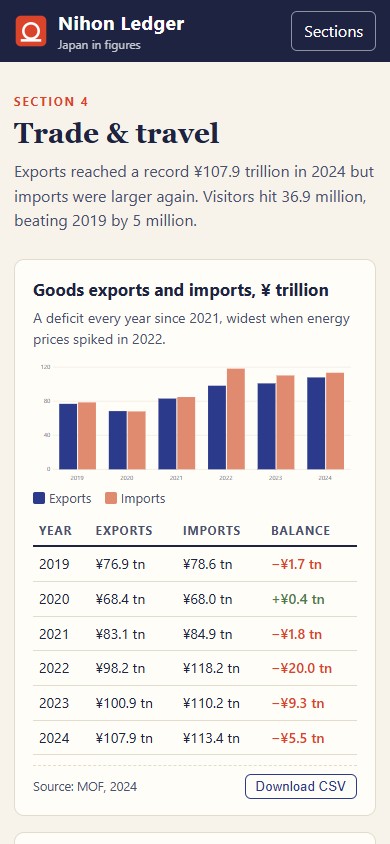 Nihon Ledger
Japan in figures
Sections
SECTION 4
Trade & travel
Exports reached a record ¥107.9 trillion in 2024 but
imports were larger again. Visitors hit 36.9 million,
beating 2019 by 5 million.
Goods exports and imports, ¥ trillion
A deficit every year since 2021, widest when energy
prices spiked in 2022.
120
80
40
0
2019 2020 2021 2022 2023 2024
Exports Imports
YEAR EXPORTS IMPORTS BALANCE
2019 ¥76.9 tn ¥78.6 tn −¥1.7 tn
2020 ¥68.4 tn ¥68.0 tn +¥0.4 tn
2021 ¥83.1 tn ¥84.9 tn −¥1.8 tn
2022 ¥98.2 tn ¥118.2 tn −¥20.0 tn
2023 ¥100.9 tn ¥110.2 tn −¥9.3 tn
2024 ¥107.9 tn ¥113.4 tn −¥5.5 tn
Source: MOF, 2024
Download CSV